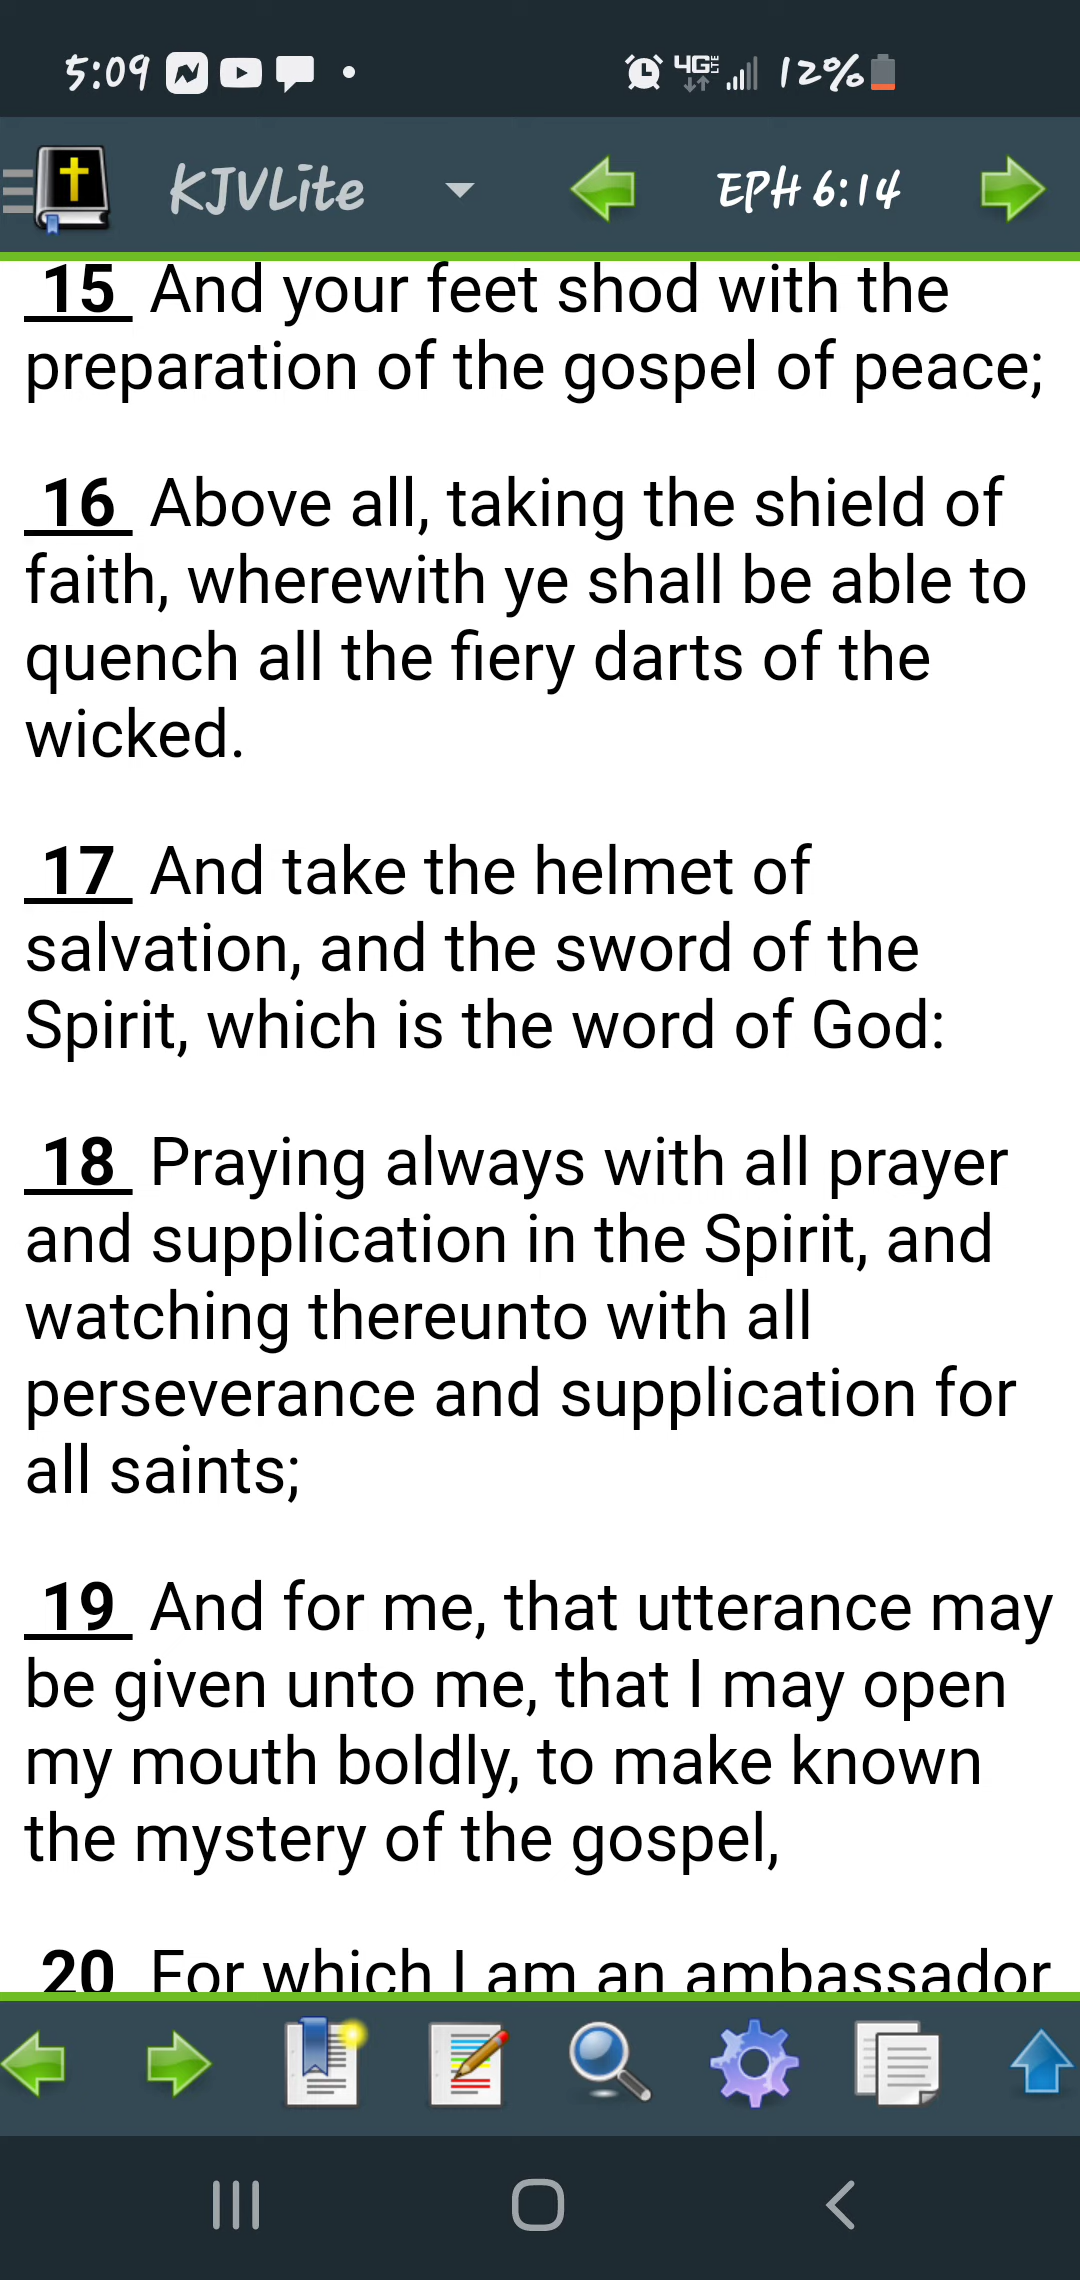 5:09 4G LTE 12%
KJVLite EPH 6:14
15 And your feet shod with the
preparation of the gospel of peace;
16 Above all, taking the shield of
faith, wherewith ye shall be able to
quench all the fiery darts of the
wicked.
17 And take the helmet of
salvation, and the sword of the
Spirit, which is the word of God:
18 Praying always with all prayer
and supplication in the Spirit, and
watching thereunto with all
perseverance and supplication for
all saints;
19 And for me, that utterance may
be given unto me, that I may open
my mouth boldly, to make known
the mystery of the gospel,
20 For which I am an ambassador